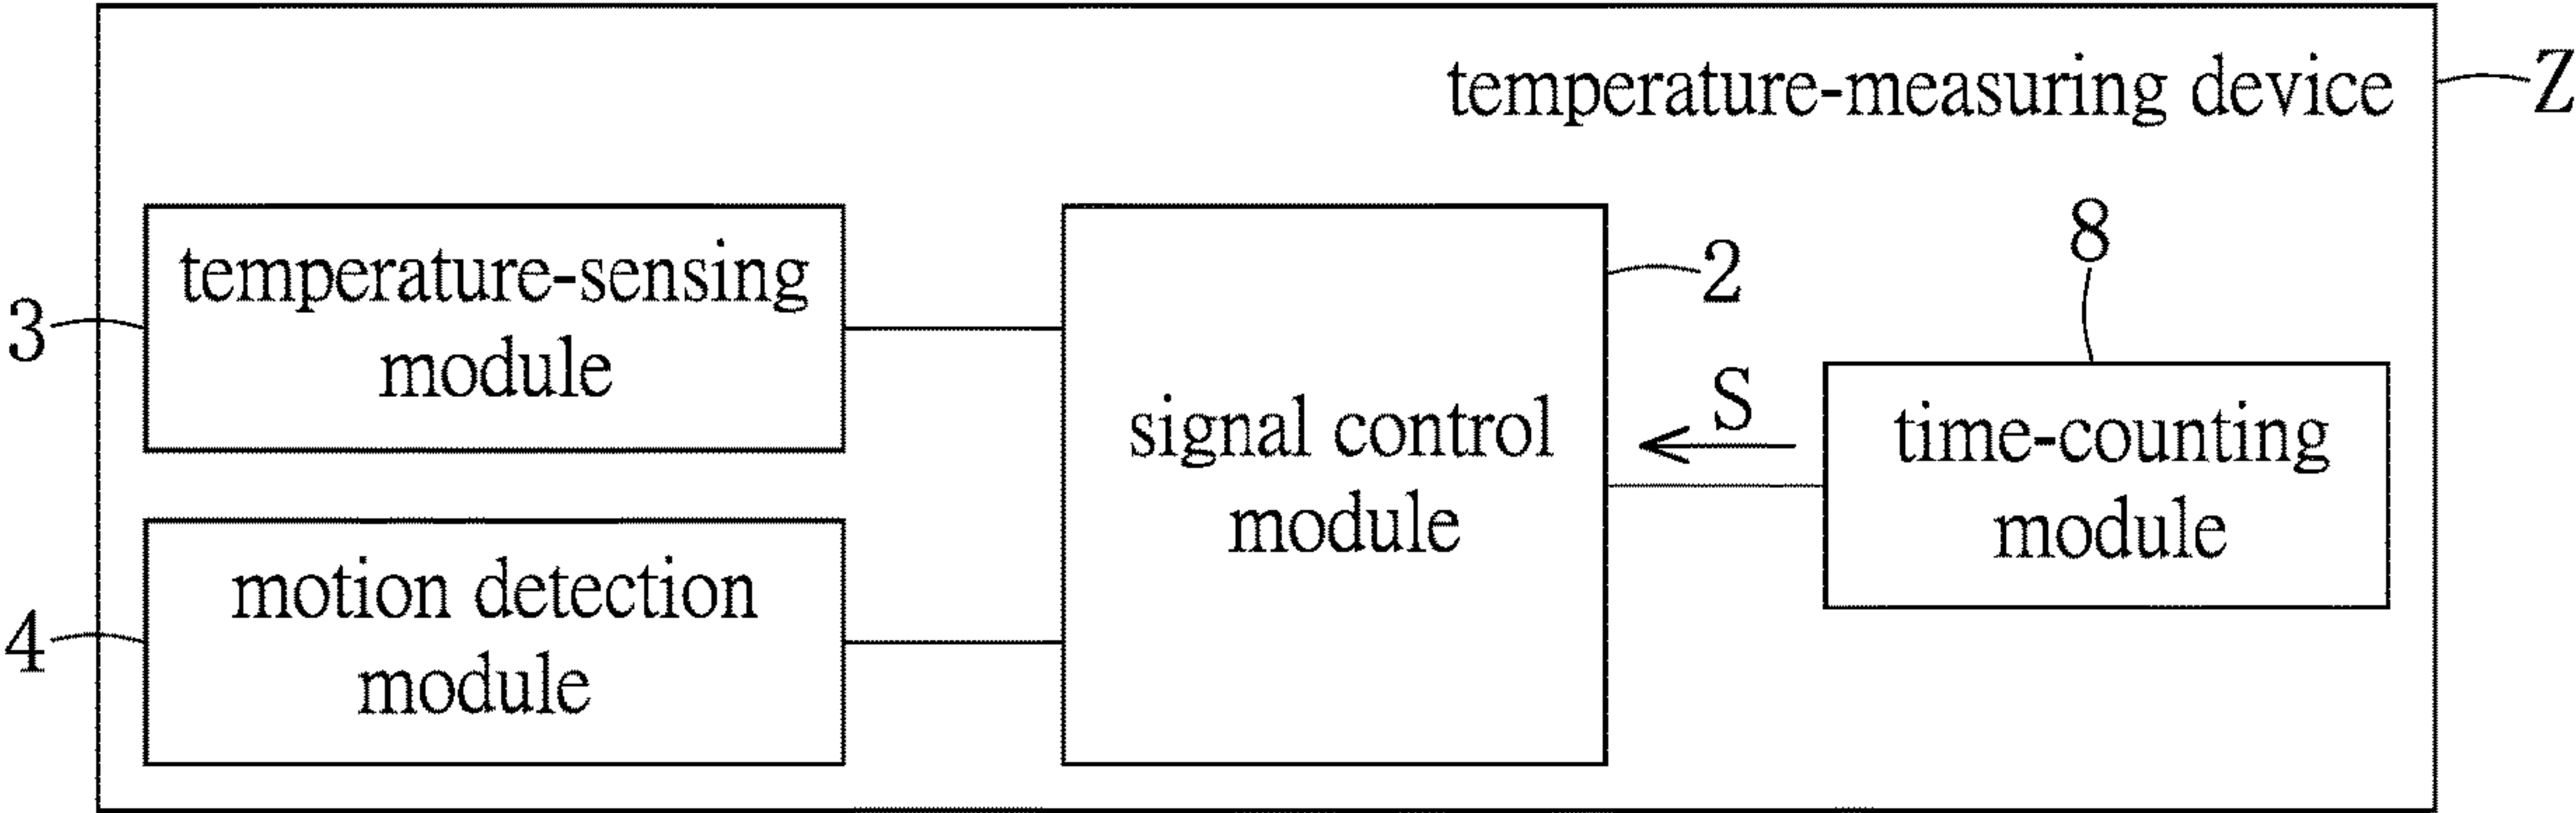 temperature-measuring device
Z
temperature-sensing
module
3
motion detection
module
4
signal control
module
2
S
8
time-counting
module